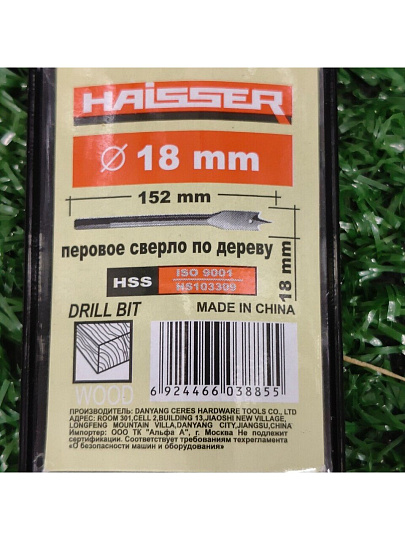 HAISSER
Ø 18 mm
152 mm
перовое сверло по дереву
18 mm
HSS ISO 9001
HS103309
DRILL BIT MADE IN CHINA
WOOD
6 924466 038855
ПРОИЗВОДИТЕЛЬ: DANYANG CERES HARDWARE TOOLS CO., LTD
АДРЕС: ROOM 301,CELL 2,BUILDING 13,JIAOSHI NEW VILLAGE,
LONGFENG MOUNTAIN VILLA,DANYANG CITY,JIANGSU,CHINA
Импортер: ООО ТК "Альфа А", г. Москва Не подлежит
сертификации. Соответствует требованиям техрегламента
«О безопасности машин и оборудования»